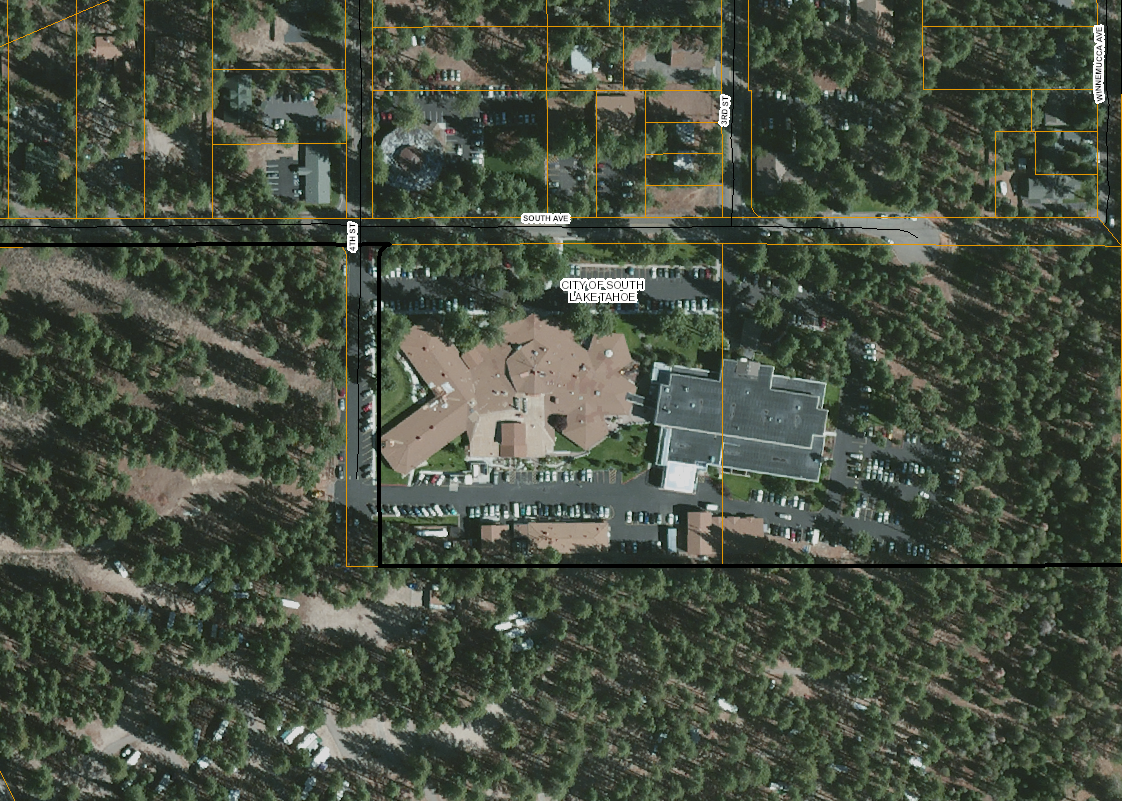 WINNEMUCCA AVE
3RD ST
SOUTH AVE
4TH ST
CITY OF SOUTH
LAKE TAHOE